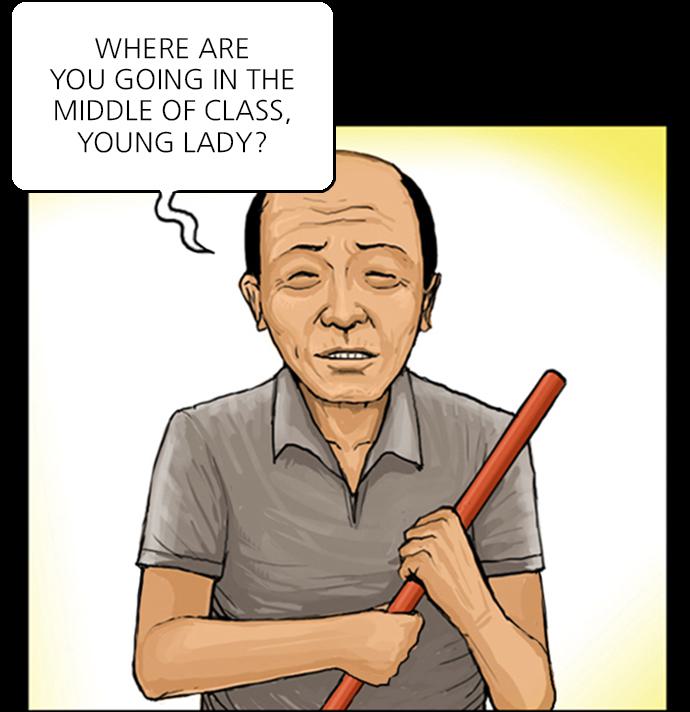 WHERE ARE
YOU GOING IN THE
MIDDLE OF CLASS,
YOUNG LADY?